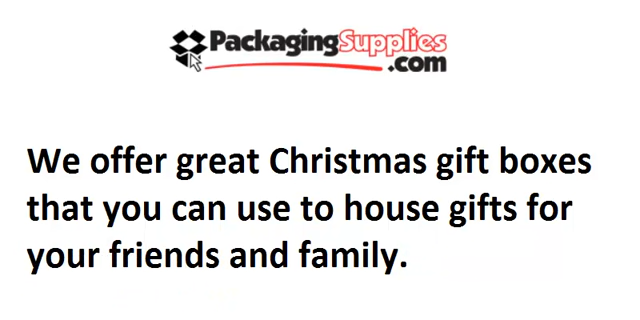 PackagingSupplies
.com
We offer great Christmas gift boxes
that you can use to house gifts for
your friends and family.